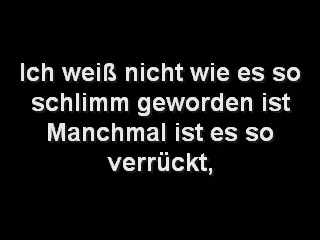 Ich weiß nicht wie es so
schlimm geworden ist
Manchmal ist es so
verrückt,